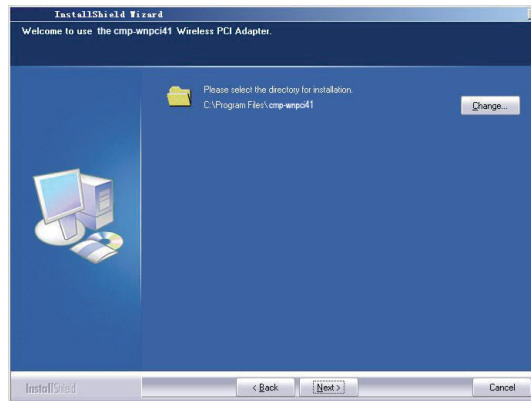 InstallShield Wizard
Welcome to use the cmp-wnpci41 Wireless PCI Adapter.
Please select the directory for installation.
C:\Program Files\cmp-wnpci41
Change...
InstallShield
< Back
Next >
Cancel